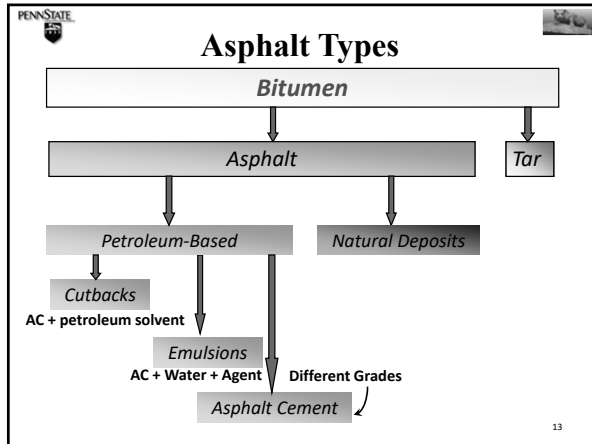 PENNSTATE
Asphalt Types
Bitumen
Asphalt
Tar
Petroleum-Based
Natural Deposits
Cutbacks
AC + petroleum solvent
Emulsions
AC + Water + Agent
Different Grades
Asphalt Cement
13